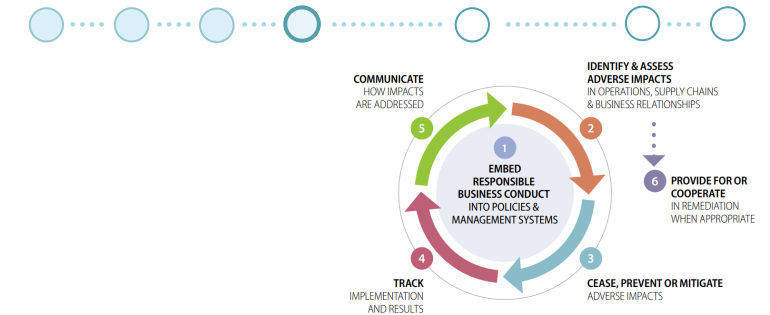 COMMUNICATE
HOW IMPACTS
ARE ADDRESSED
5
IDENTIFY & ASSESS
ADVERSE IMPACTS
IN OPERATIONS, SUPPLY CHAINS
& BUSINESS RELATIONSHIPS
2
1
EMBED
RESPONSIBLE
BUSINESS CONDUCT
INTO POLICIES &
MANAGEMENT SYSTEMS
6
PROVIDE FOR OR
COOPERATE
IN REMEDIATION
WHEN APPROPRIATE
4
TRACK
IMPLEMENTATION
AND RESULTS
3
CEASE, PREVENT OR MITIGATE
ADVERSE IMPACTS